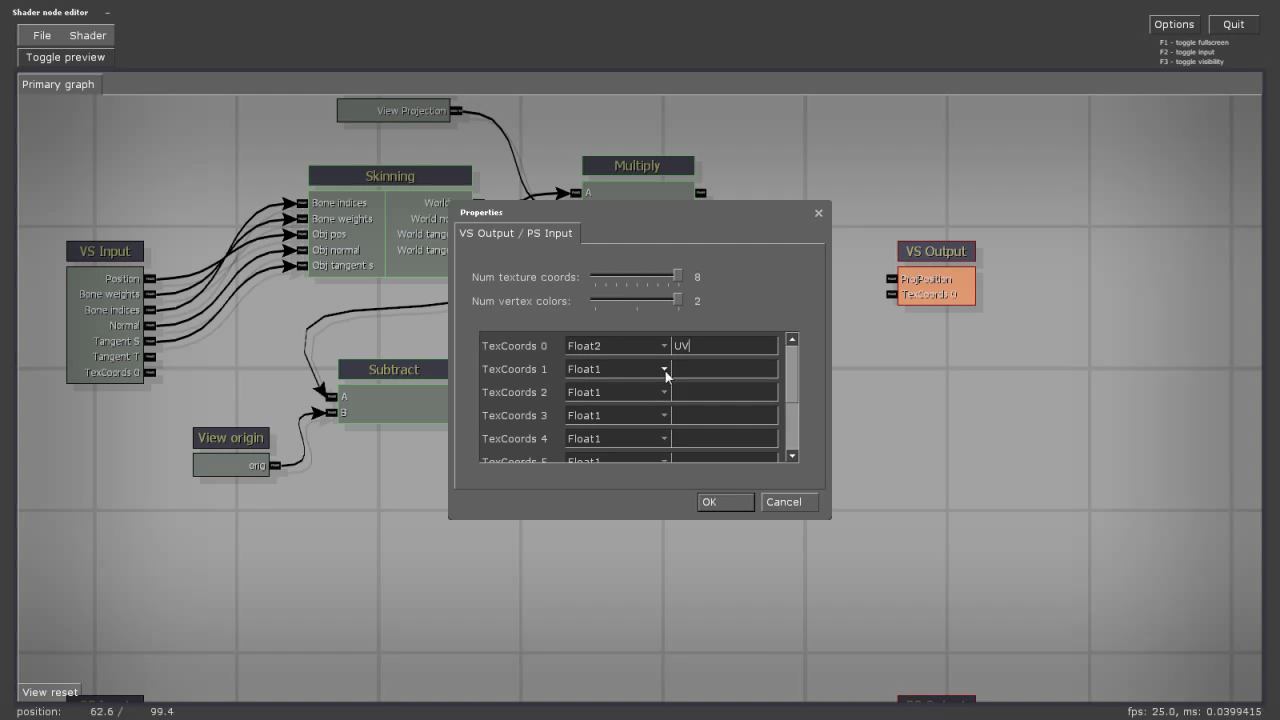 Shader node editor
Options
Quit
File
Shader
F1 - toggle fullscreen
F2 - toggle input
F3 - toggle visibility
Toggle preview
Primary graph
View Projection
Multiply
A
Skinning
Bone indices
Bone weights
Obj pos
Obj normal
Obj tangent s
World
World no
World tang
World tang
VS Input
Position
Bone weights
Bone indices
Normal
Tangent S
Tangent T
TexCoords 0
Subtract
A
B
View origin
orig
Properties
VS Output / PS Input
Num texture coords:
8
Num vertex colors:
2
TexCoords 0 Float2 UV
TexCoords 1 Float1
TexCoords 2 Float1
TexCoords 3 Float1
TexCoords 4 Float1
TexCoords 5 Float1
OK
Cancel
VS Output
ProjPosition
TexCoords 0
View reset
position: 62.6 / 99.4
fps: 25.0, ms: 0.0399415